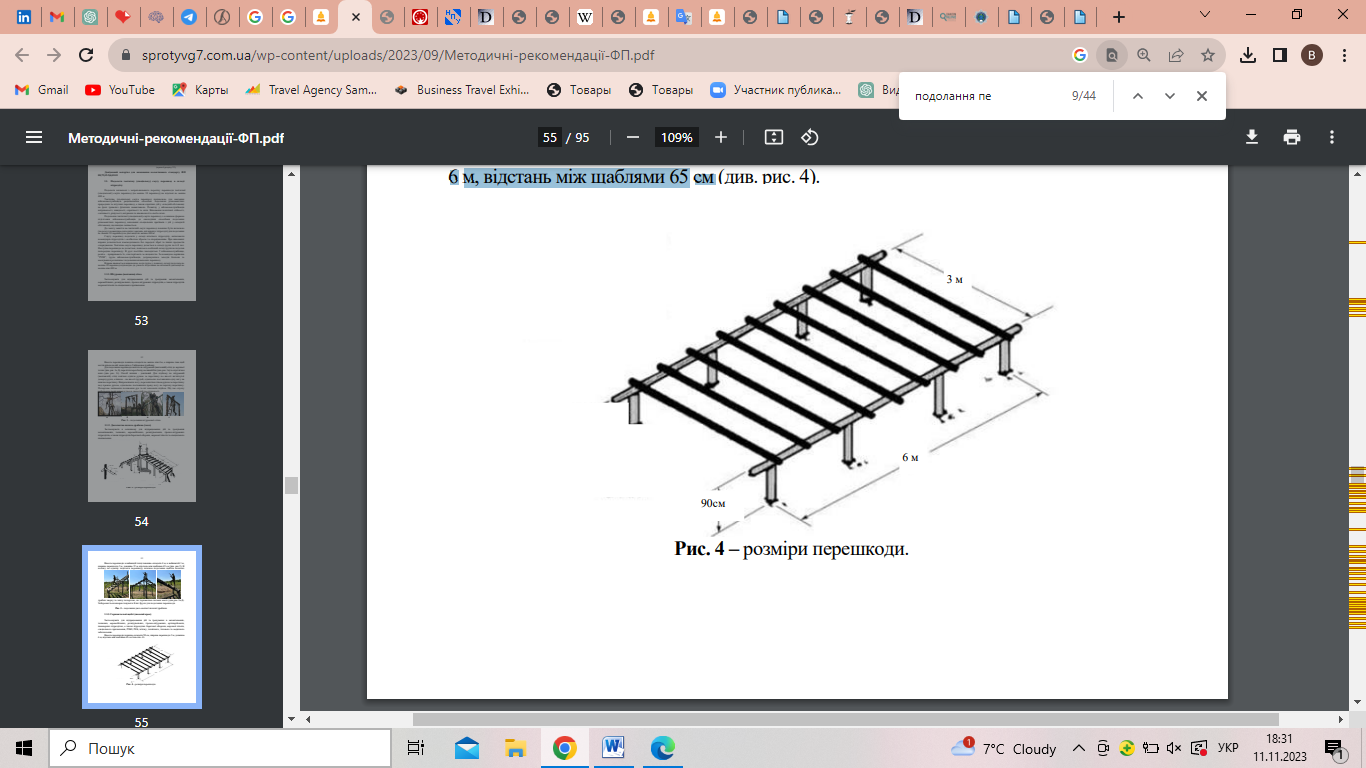 sprotyvg7.com.ua/wp-content/uploads/2023/09/Методичні-рекомендації-ФП.pdf
B
Gmail
YouTube
Карты
Travel Agency Sam...
Business Travel Exhi...
Товары
Товары
Участник публика...
Вид
подолання пе
9/44
Методичні-рекомендації-ФП.pdf
55 / 95
109%
6 м, відстань між щаблями 65 см (див. рис. 4).
3 м
6 м
90см
Рис. 4 – розміри перешкоди.
53
54
55
Пошук
7°C Cloudy
УКР
18:31
11.11.2023